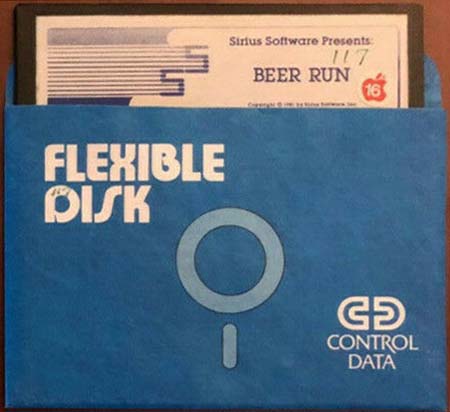 Sirius Software Presents:
117
BEER RUN
16
Copyright © 1981 by Sirius Software, Inc.
FLEXIBLE
DISK
CONTROL
DATA